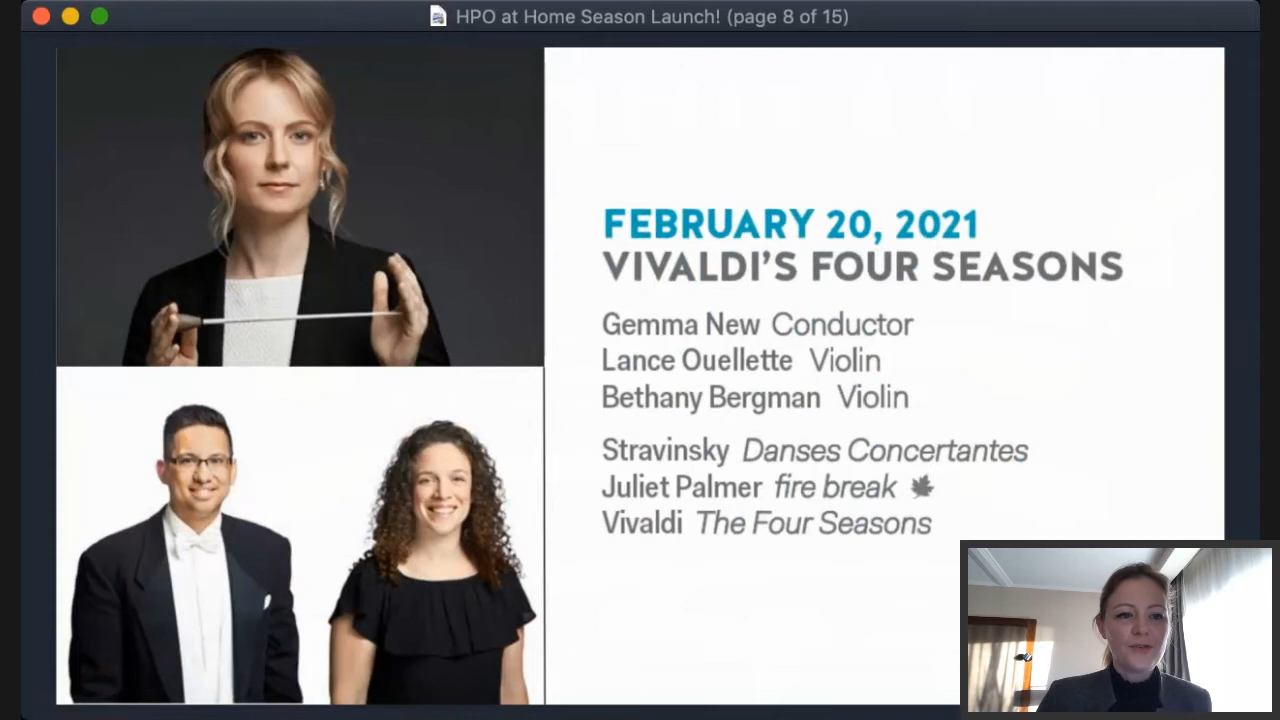 HPO at Home Season Launch! (page 8 of 15)
FEBRUARY 20, 2021
VIVALDI'S FOUR SEASONS
Gemma New Conductor
Lance Ouellette Violin
Bethany Bergman Violin
Stravinsky Danses Concertantes
Juliet Palmer fire break
Vivaldi The Four Seasons